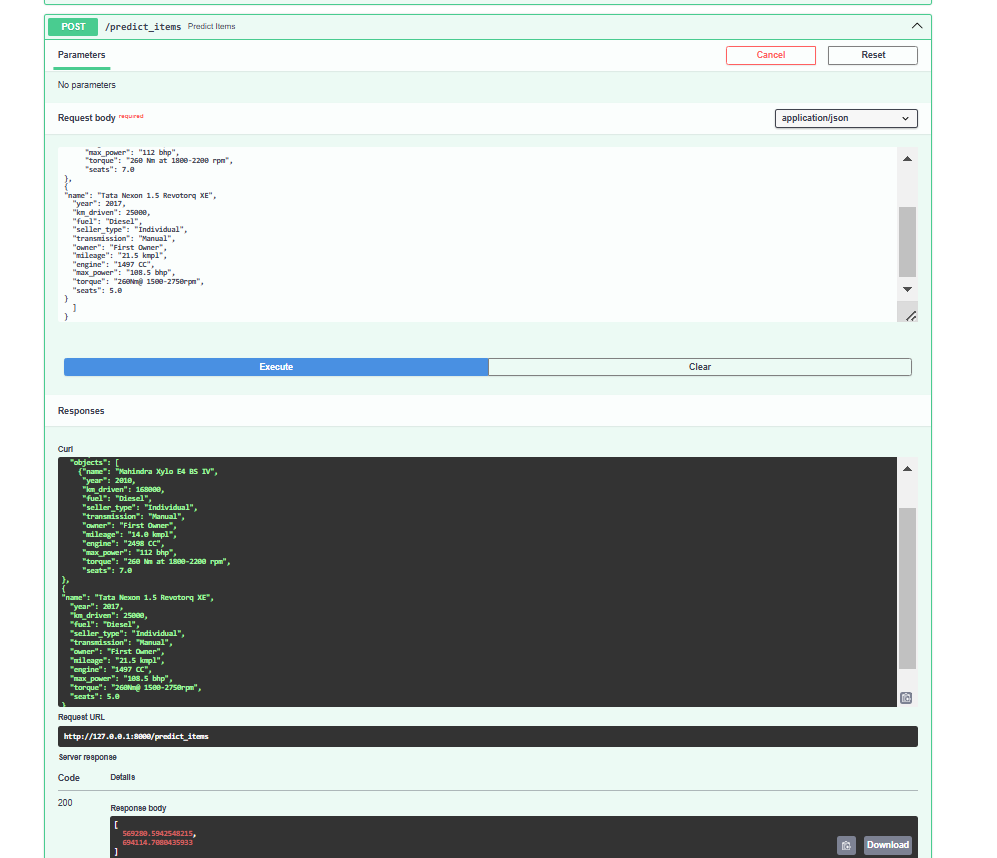 POST /predict_items Predict Items
Parameters
Cancel
Reset
No parameters
Request body required
application/json
"max_power": "112 bhp",
"torque": "260 Nm at 1800-2200 rpm",
"seats": 7.0
},
{
"name": "Tata Nexon 1.5 Revotorq XE",
"year": 2017,
"km_driven": 25000,
"fuel": "Diesel",
"seller_type": "Individual",
"transmission": "Manual",
"owner": "First Owner",
"mileage": "21.5 kmpl",
"engine": "1497 CC",
"max_power": "108.5 bhp",
"torque": "260Nm@ 1500-2750rpm",
"seats": 5.0
}
]
}
Execute
Clear
Responses
Curl
"objects": [
{"name": "Mahindra Xylo E4 BS IV",
"year": 2010,
"km_driven": 168000,
"fuel": "Diesel",
"seller_type": "Individual",
"transmission": "Manual",
"owner": "First Owner",
"mileage": "14.0 kmpl",
"engine": "2498 CC",
"max_power": "112 bhp",
"torque": "260 Nm at 1800-2200 rpm",
"seats": 7.0
},
{
"name": "Tata Nexon 1.5 Revotorq XE",
"year": 2017,
"km_driven": 25000,
"fuel": "Diesel",
"seller_type": "Individual",
"transmission": "Manual",
"owner": "First Owner",
"mileage": "21.5 kmpl",
"engine": "1497 CC",
"max_power": "108.5 bhp",
"torque": "260Nm@ 1500-2750rpm",
"seats": 5.0
}
Request URL
http://127.0.0.1:8000/predict_items
Server response
Code Details
200
Response body
[
569280.5942548215,
694114.7080435933
]
Download